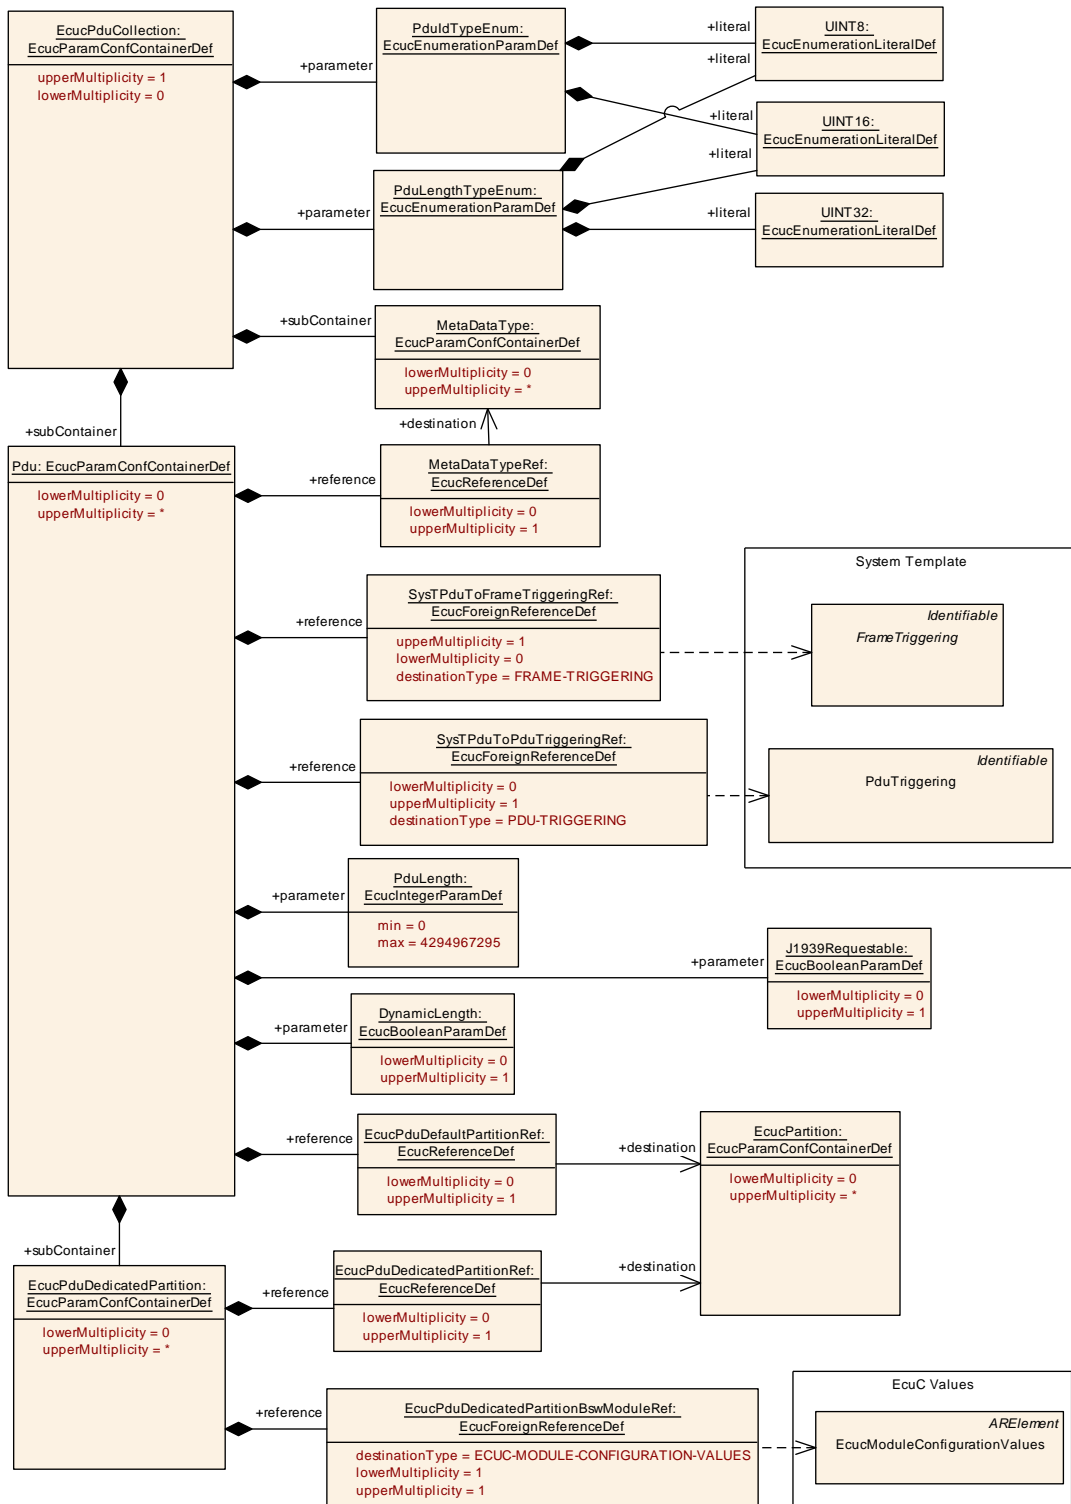 EcucPduCollection:
EcucParamConfContainerDef
upperMultiplicity = 1
lowerMultiplicity = 0
+parameter
PduIdTypeEnum:
EcucEnumerationParamDef
+literal
+literal
UINT8:
EcucEnumerationLiteralDef
+literal
+literal
UINT16:
EcucEnumerationLiteralDef
+parameter
PduLengthTypeEnum:
EcucEnumerationParamDef
+literal
UINT32:
EcucEnumerationLiteralDef
+subContainer
MetaDataType:
EcucParamConfContainerDef
lowerMultiplicity = 0
upperMultiplicity = *
+destination
+subContainer
Pdu: EcucParamConfContainerDef
lowerMultiplicity = 0
upperMultiplicity = *
+reference
MetaDataTypeRef:
EcucReferenceDef
lowerMultiplicity = 0
upperMultiplicity = 1
+reference
SysTPduToFrameTriggeringRef:
EcucForeignReferenceDef
upperMultiplicity = 1
lowerMultiplicity = 0
destinationType = FRAME-TRIGGERING
System Template
Identifiable
FrameTriggering
+reference
SysTPduToPduTriggeringRef:
EcucForeignReferenceDef
lowerMultiplicity = 0
upperMultiplicity = 1
destinationType = PDU-TRIGGERING
Identifiable
PduTriggering
+parameter
PduLength:
EcucIntegerParamDef
min = 0
max = 4294967295
+parameter
J1939Requestable:
EcucBooleanParamDef
lowerMultiplicity = 0
upperMultiplicity = 1
+parameter
DynamicLength:
EcucBooleanParamDef
lowerMultiplicity = 0
upperMultiplicity = 1
+reference
EcucPduDefaultPartitionRef:
EcucReferenceDef
lowerMultiplicity = 0
upperMultiplicity = 1
+destination
EcucPartition:
EcucParamConfContainerDef
lowerMultiplicity = 0
upperMultiplicity = *
+subContainer
EcucPduDedicatedPartition:
EcucParamConfContainerDef
lowerMultiplicity = 0
upperMultiplicity = *
+reference
EcucPduDedicatedPartitionRef:
EcucReferenceDef
lowerMultiplicity = 0
upperMultiplicity = 1
+destination
+reference
EcucPduDedicatedPartitionBswModuleRef:
EcucForeignReferenceDef
destinationType = ECUC-MODULE-CONFIGURATION-VALUES
lowerMultiplicity = 1
upperMultiplicity = 1
EcuC Values
ARElement
EcucModuleConfigurationValues